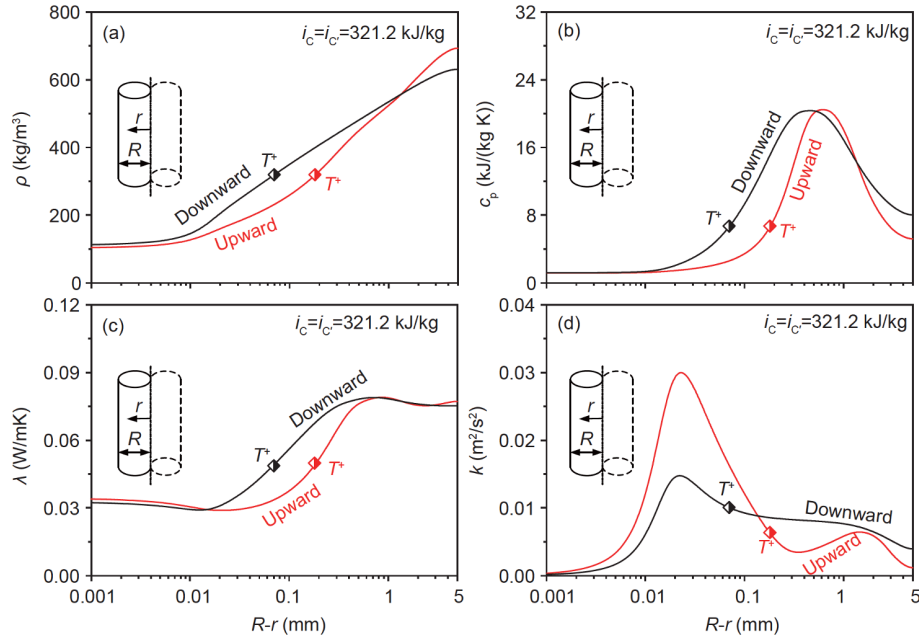 (a)
i_C=i_C'=321.2 kJ/kg
800
600
400
200
0
ρ (kg/m³)
r
R
Downward
T⁺
T⁺
Upward
(b)
i_C=i_C'=321.2 kJ/kg
32
24
16
8
0
c_p (kJ/(kg K))
r
R
Downward
Upward
T⁺
T⁺
(c)
i_C=i_C'=321.2 kJ/kg
0.12
0.09
0.06
0.03
0.00
λ (W/mK)
r
R
Downward
T⁺
T⁺
Upward
0.001
0.01
0.1
1
5
R-r (mm)
(d)
i_C=i_C'=321.2 kJ/kg
0.04
0.03
0.02
0.01
0.00
k (m²/s²)
r
R
T⁺
Downward
T⁺
Upward
0.001
0.01
0.1
1
5
R-r (mm)